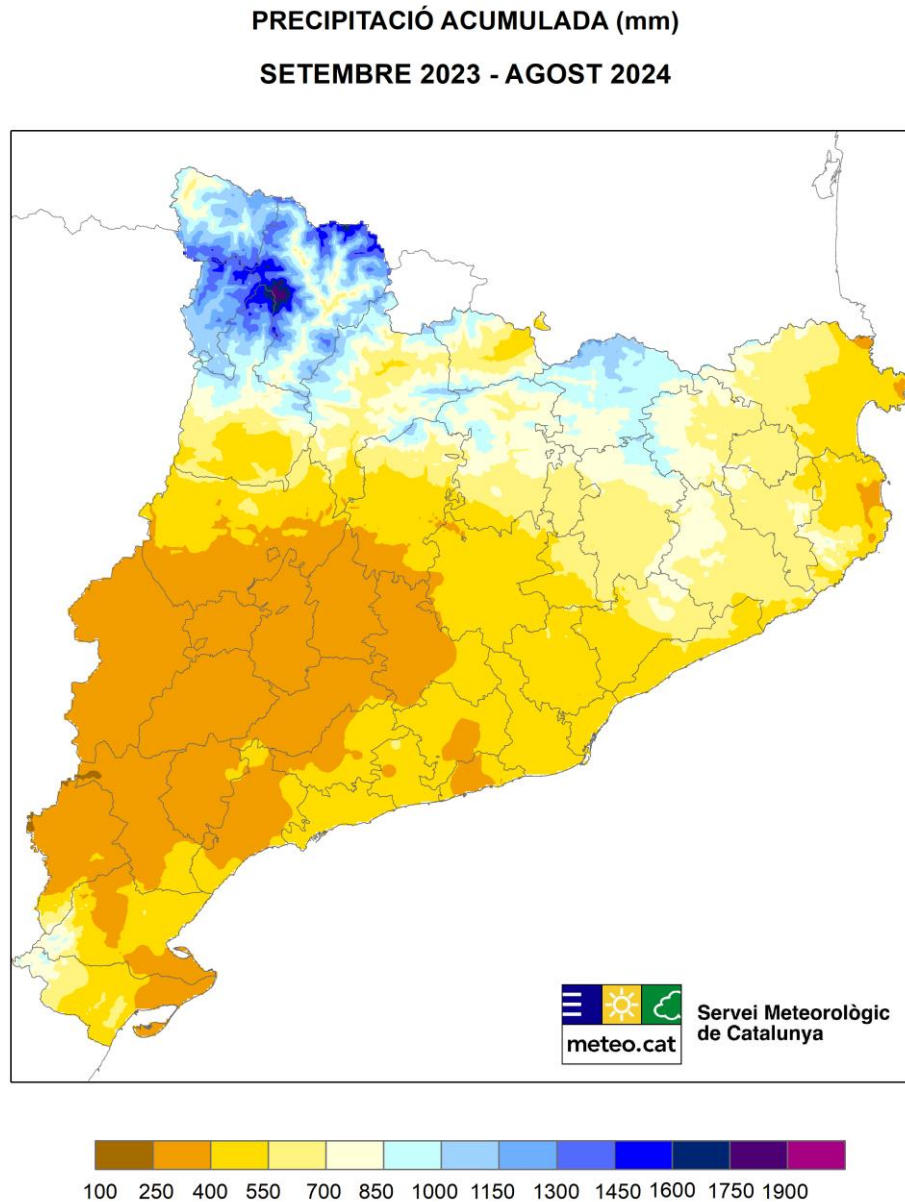 PRECIPITACIÓ ACUMULADA (mm)
SETEMBRE 2023 - AGOST 2024
meteo.cat
Servei Meteorològic
de Catalunya
100 250 400 550 700 850 1000 1150 1300 1450 1600 1750 1900